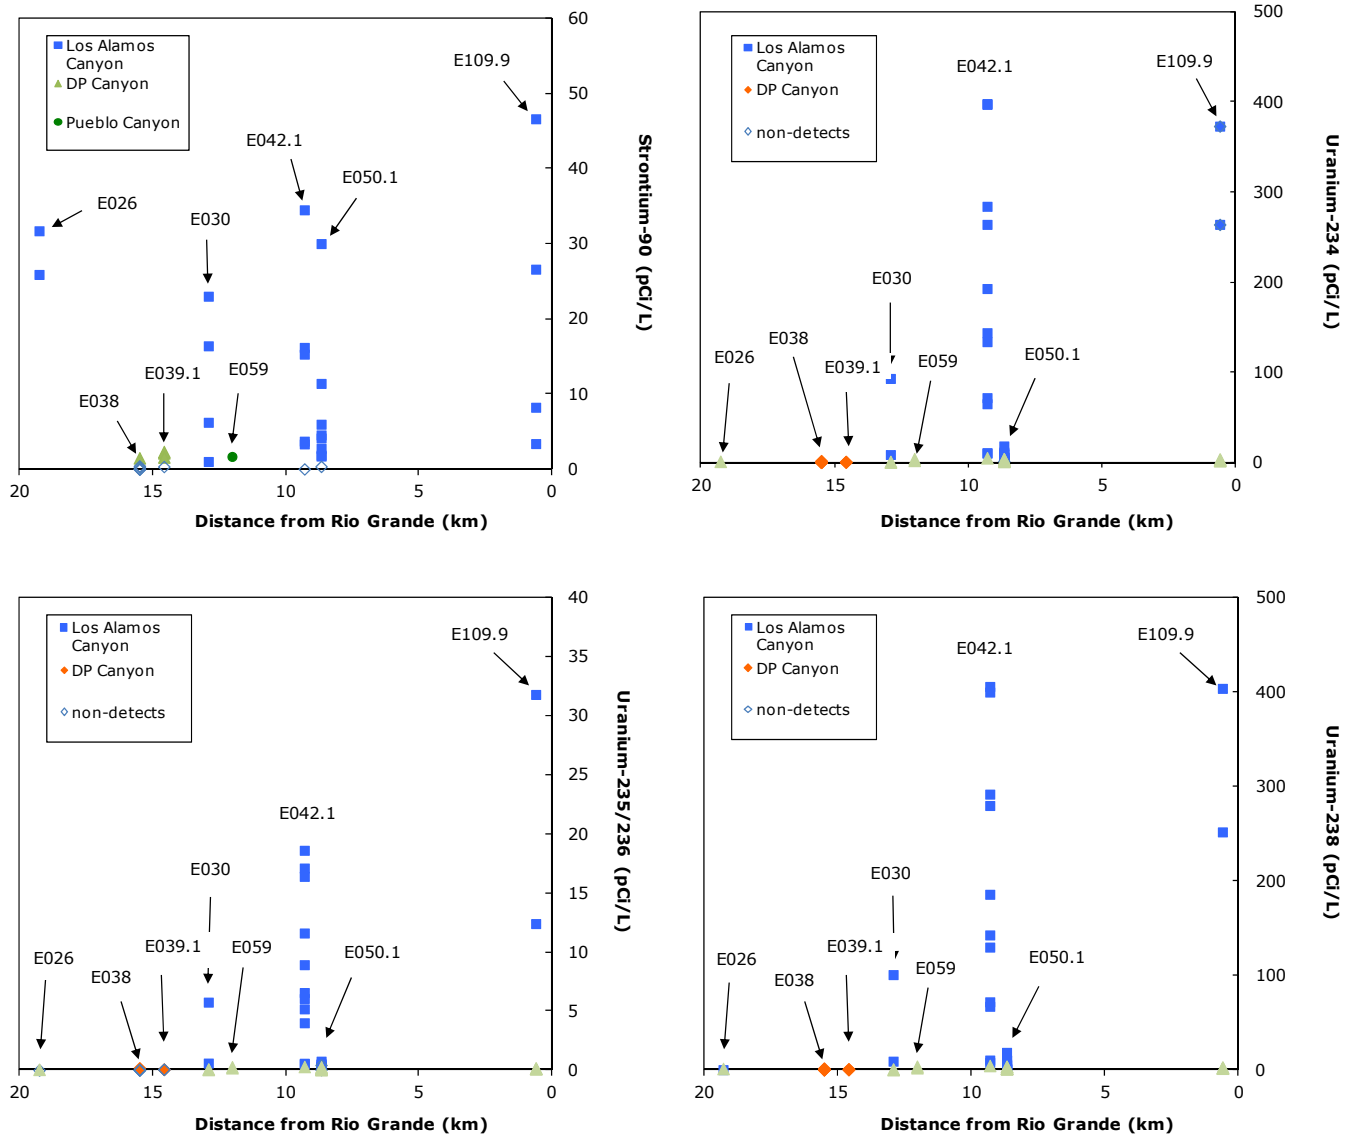 Los Alamos
Canyon
DP Canyon
Pueblo Canyon
E026
E038
E039.1
E030
E059
E042.1
E050.1
E109.9
60
50
40
30
20
10
0
Strontium-90 (pCi/L)
20
15
10
5
0
Distance from Rio Grande (km)
Los Alamos
Canyon
DP Canyon
non-detects
E026
E038
E039.1
E030
E059
E042.1
E050.1
E109.9
500
400
300
200
100
0
Uranium-234 (pCi/L)
20
15
10
5
0
Distance from Rio Grande (km)
Los Alamos
Canyon
DP Canyon
non-detects
E026
E038
E039.1
E030
E059
E042.1
E050.1
E109.9
40
35
30
25
20
15
10
5
0
Uranium-235/236 (pCi/L)
20
15
10
5
0
Distance from Rio Grande (km)
Los Alamos
Canyon
DP Canyon
non-detects
E026
E038
E039.1
E030
E059
E042.1
E050.1
E109.9
500
400
300
200
100
0
Uranium-238 (pCi/L)
20
15
10
5
0
Distance from Rio Grande (km)